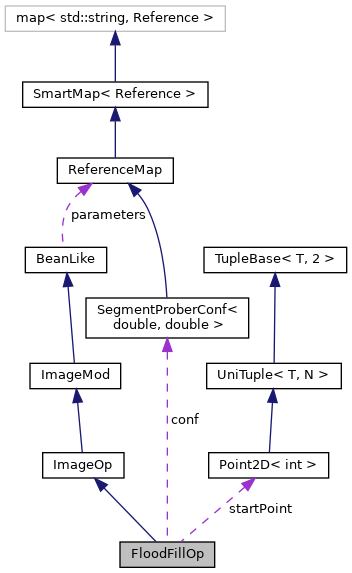 map< std::string, Reference >
SmartMap< Reference >
ReferenceMap
parameters
BeanLike
TupleBase< T, 2 >
SegmentProberConf<
double, double >
ImageMod
UniTuple< T, N >
conf
ImageOp
Point2D< int >
startPoint
FloodFillOp